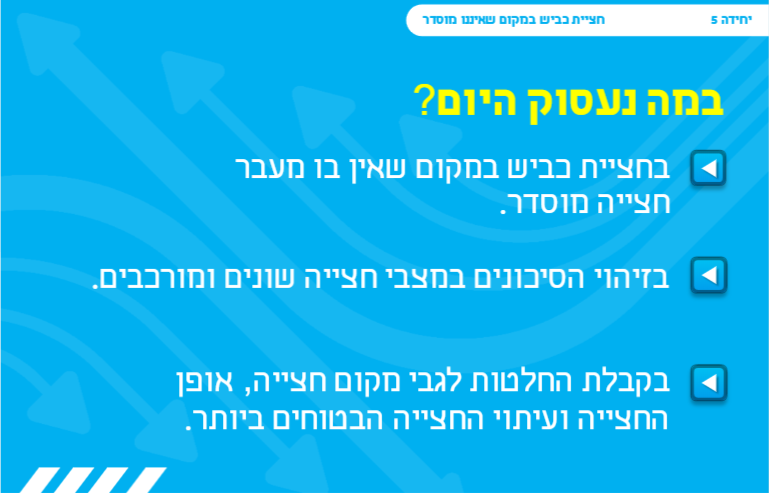 יחידה 5
חציית כביש במקום שאיננו מוסדר
במה נעסוק היום?
בחציית כביש במקום שאין בו מעבר
חצייה מוסדר.
בזיהוי הסיכונים במצבי חצייה שונים ומורכבים.
בקבלת החלטות לגבי מקום חצייה, אופן
החצייה ועיתוי החצייה הבטוחים ביותר.